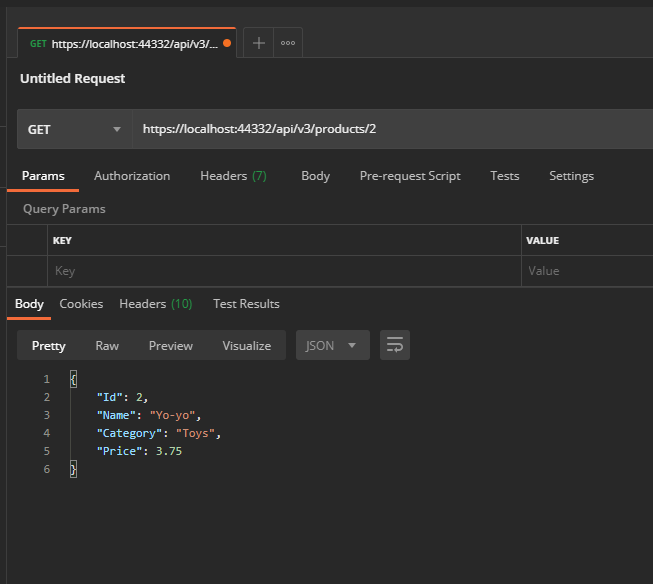 GET https://localhost:44332/api/v3/...
Untitled Request
GET https://localhost:44332/api/v3/products/2
Params Authorization Headers (7) Body Pre-request Script Tests Settings
Query Params
KEY VALUE
Key Value
Body Cookies Headers (10) Test Results
Pretty Raw Preview Visualize JSON
1 {
2 "Id": 2,
3 "Name": "Yo-yo",
4 "Category": "Toys",
5 "Price": 3.75
6 }